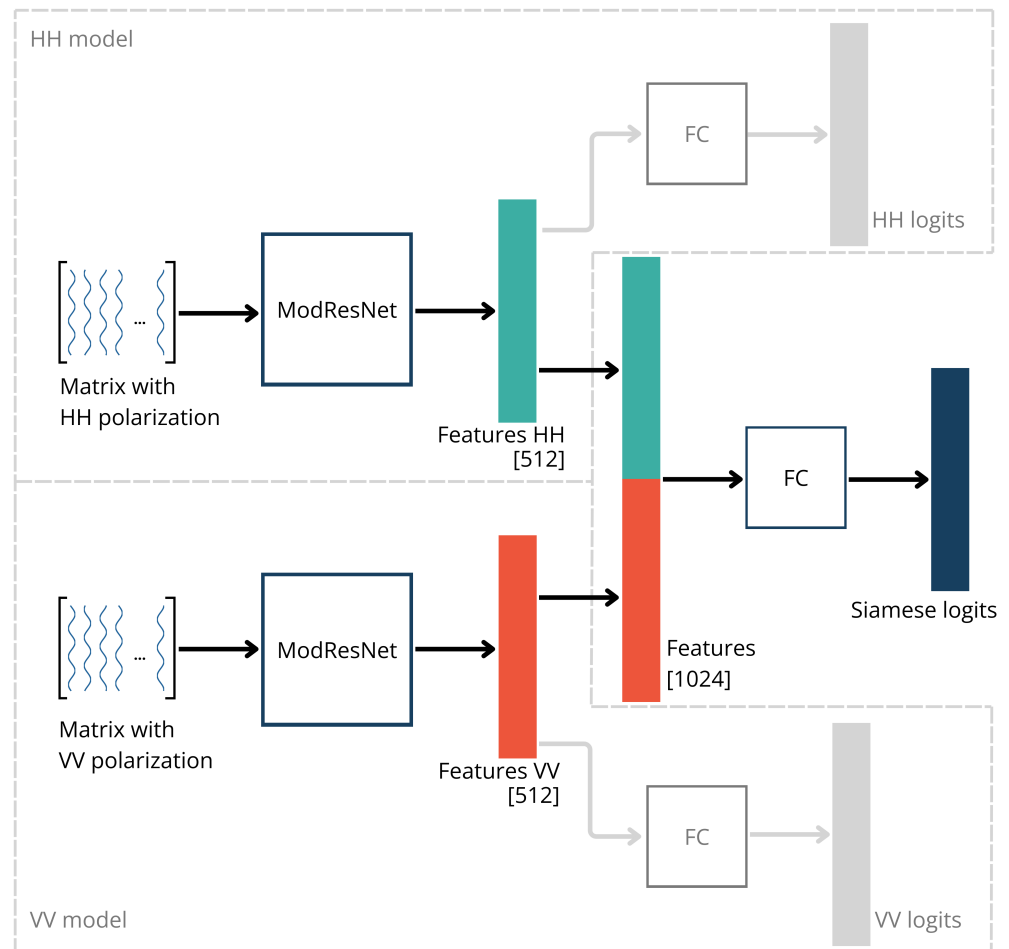 HH model
FC
HH logits
ModResNet
...
Matrix with
HH polarization
Features HH
[512]
FC
Siamese logits
ModResNet
...
Features
[1024]
Matrix with
VV polarization
Features VV
[512]
FC
VV model
VV logits